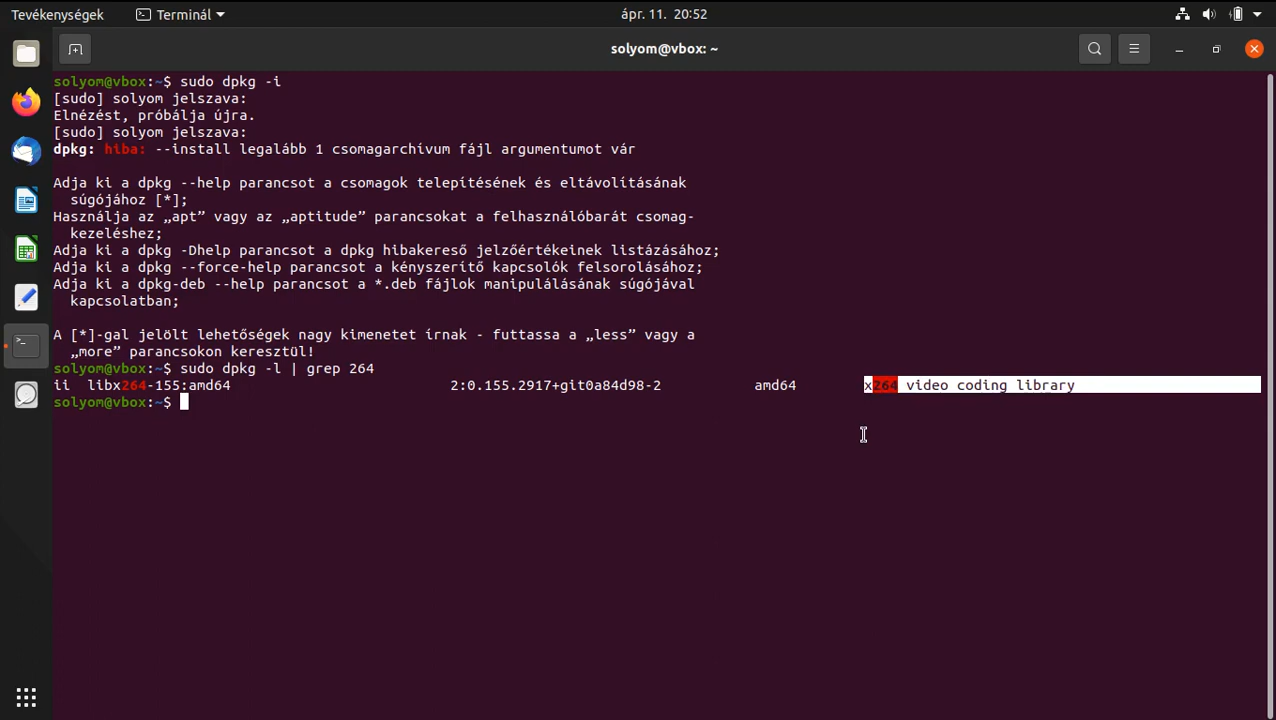 Tevékenységek
Terminál
ápr. 11. 20:52
solyom@vbox: ~
solyom@vbox:~$ sudo dpkg -i
[sudo] solyom jelszava:
Elnézést, próbálja újra.
[sudo] solyom jelszava:
dpkg: hiba: --install legalább 1 csomagarchívum fájl argumentumot vár
Adja ki a dpkg --help parancsot a csomagok telepítésének és eltávolításának
súgójához [*];
Használja az „apt” vagy az „aptitude” parancsokat a felhasználóbarát csomag-
kezeléshez;
Adja ki a dpkg -Dhelp parancsot a dpkg hibakereső jelzőértékeinek listázásához;
Adja ki a dpkg --force-help parancsot a kényszerítő kapcsolók felsorolásához;
Adja ki a dpkg-deb --help parancsot a *.deb fájlok manipulálásának súgójával
kapcsolatban;
A [*]-gal jelölt lehetőségek nagy kimenetet írnak - futtassa a „less” vagy a
„more” parancsokon keresztül!
solyom@vbox:~$ sudo dpkg -l | grep 264
ii  libx264-155:amd64 2:0.155.2917+git0a84d98-2 amd64 x264 video coding library
solyom@vbox:~$